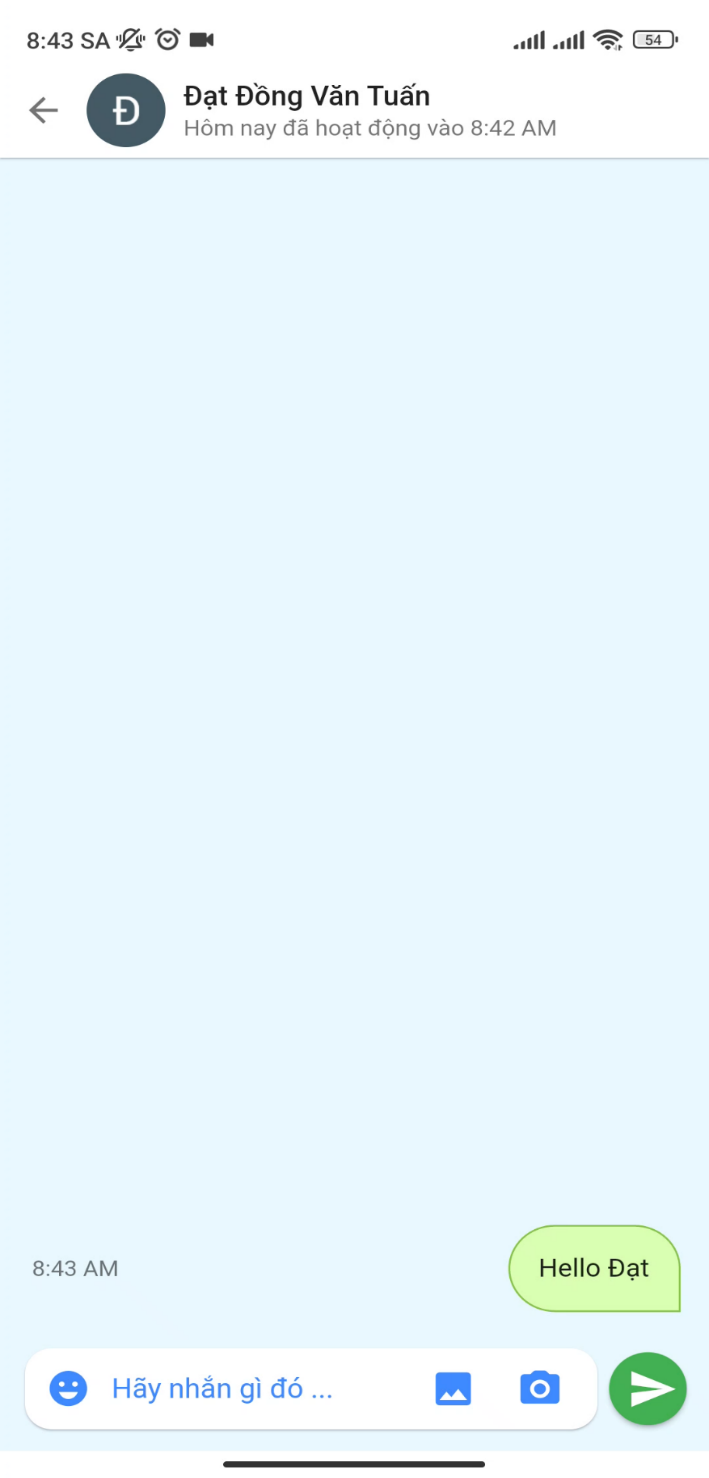 8:43 SA
54
Đ
Đạt Đồng Văn Tuấn
Hôm nay đã hoạt động vào 8:42 AM
8:43 AM
Hello Đạt
Hãy nhắn gì đó ...